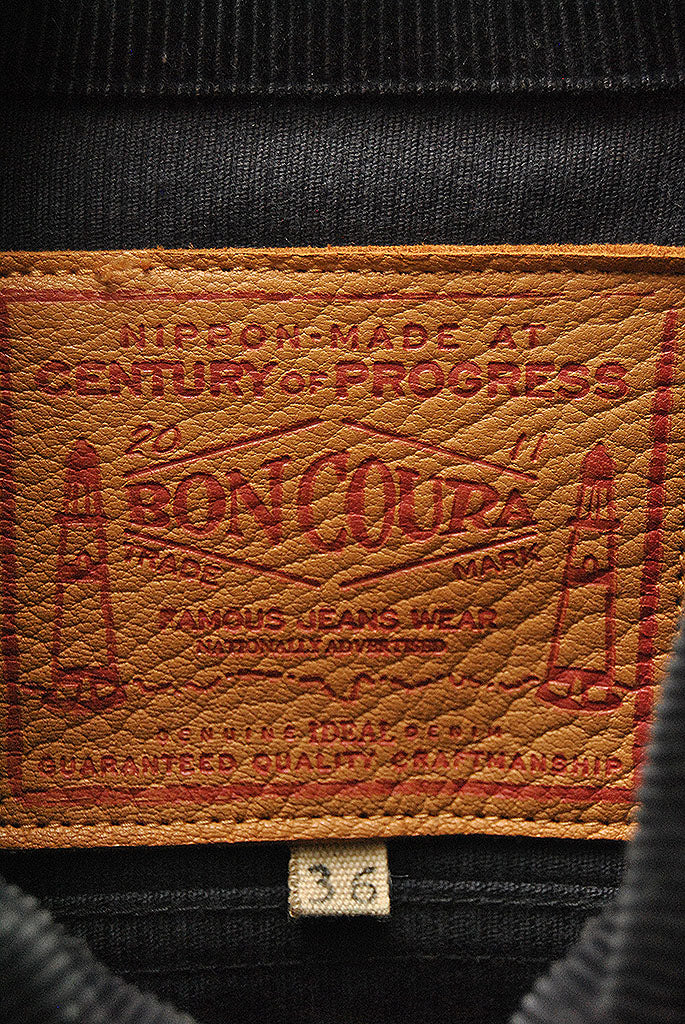 NIPPON-MADE AT
CENTURY OF PROGRESS
20 11
BONCOURA
TRADE MARK
FAMOUS JEANS WEAR
NATIONALLY ADVERTISED
GENUINE IDEAL DENIM
GUARANTEED QUALITY CRAFTMANSHIP
36